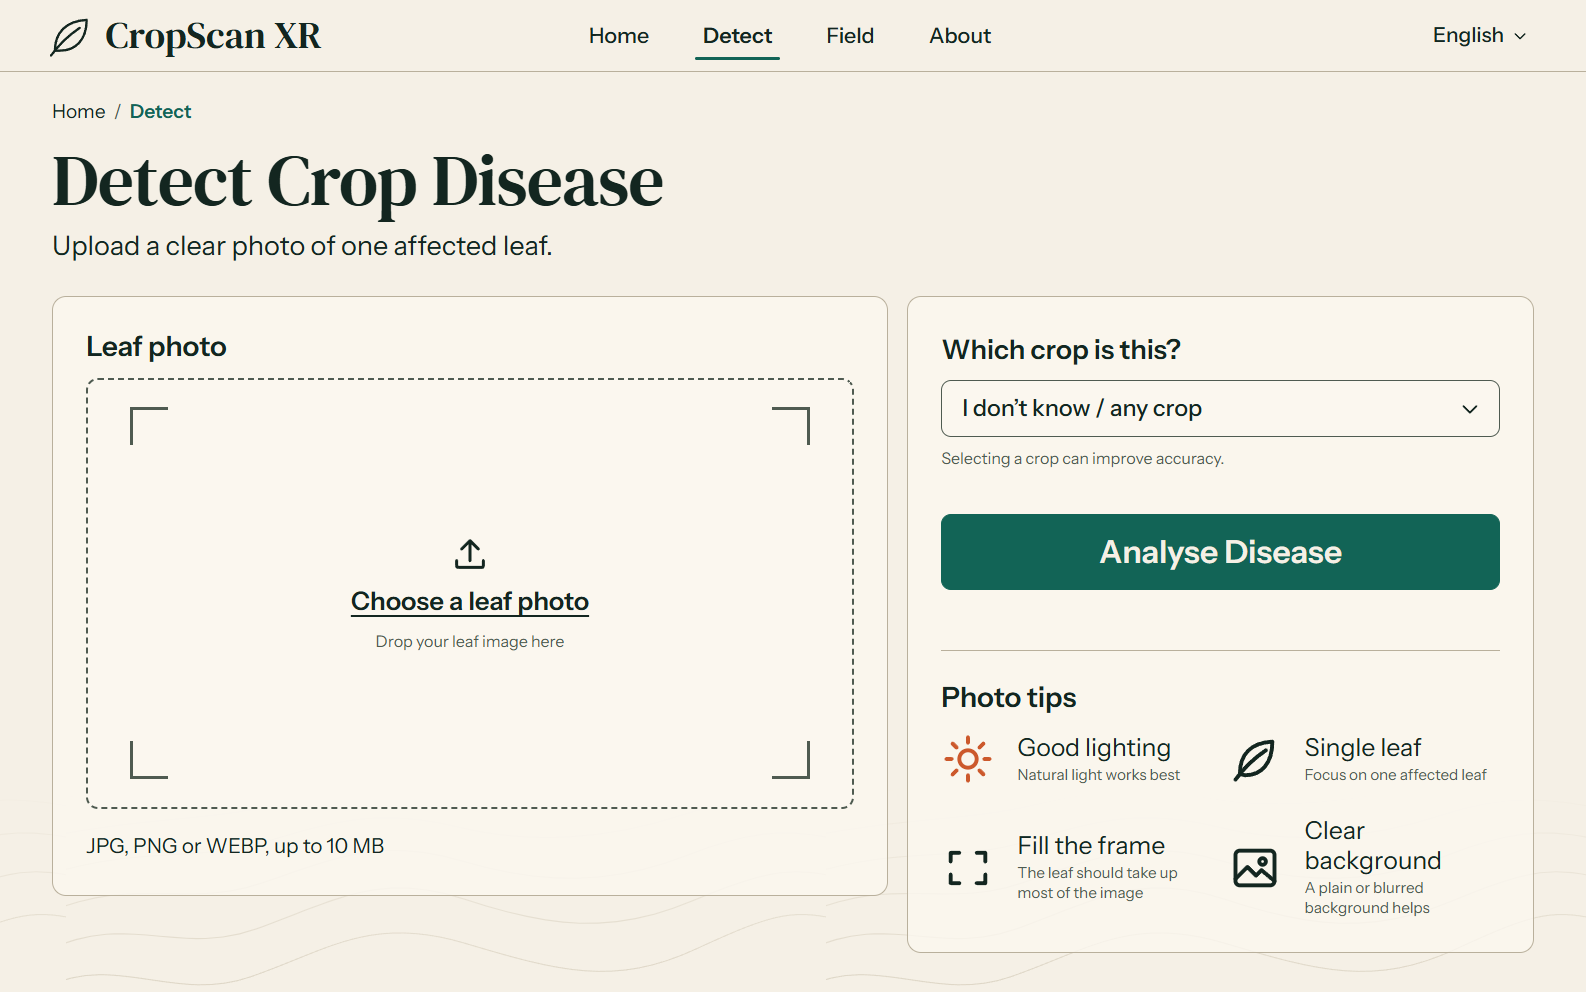 CropScan XR
Home
Detect
Field
About
English
Home / Detect
Detect Crop Disease
Upload a clear photo of one affected leaf.
Leaf photo
Choose a leaf photo
Drop your leaf image here
JPG, PNG or WEBP, up to 10 MB
Which crop is this?
I don’t know / any crop
Selecting a crop can improve accuracy.
Analyse Disease
Photo tips
Good lighting
Natural light works best
Single leaf
Focus on one affected leaf
Fill the frame
The leaf should take up
most of the image
Clear
background
A plain or blurred
background helps